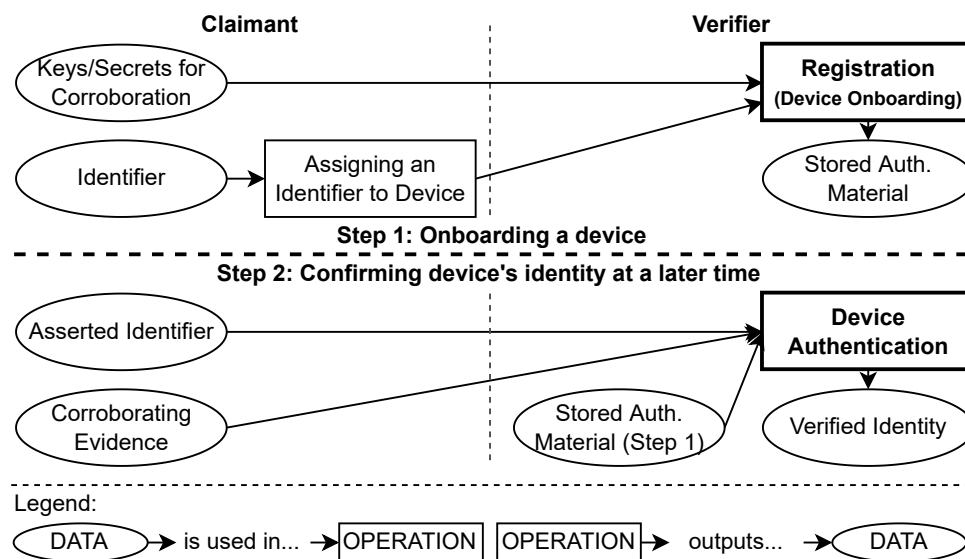 Claimant
Verifier
Keys/Secrets for
Corroboration
Registration
(Device Onboarding)
Identifier
Assigning an
Identifier to Device
Stored Auth.
Material
Step 1: Onboarding a device
Step 2: Confirming device's identity at a later time
Asserted Identifier
Device
Authentication
Corroborating
Evidence
Stored Auth.
Material (Step 1)
Verified Identity
Legend:
DATA
is used in...
OPERATION
OPERATION
outputs...
DATA